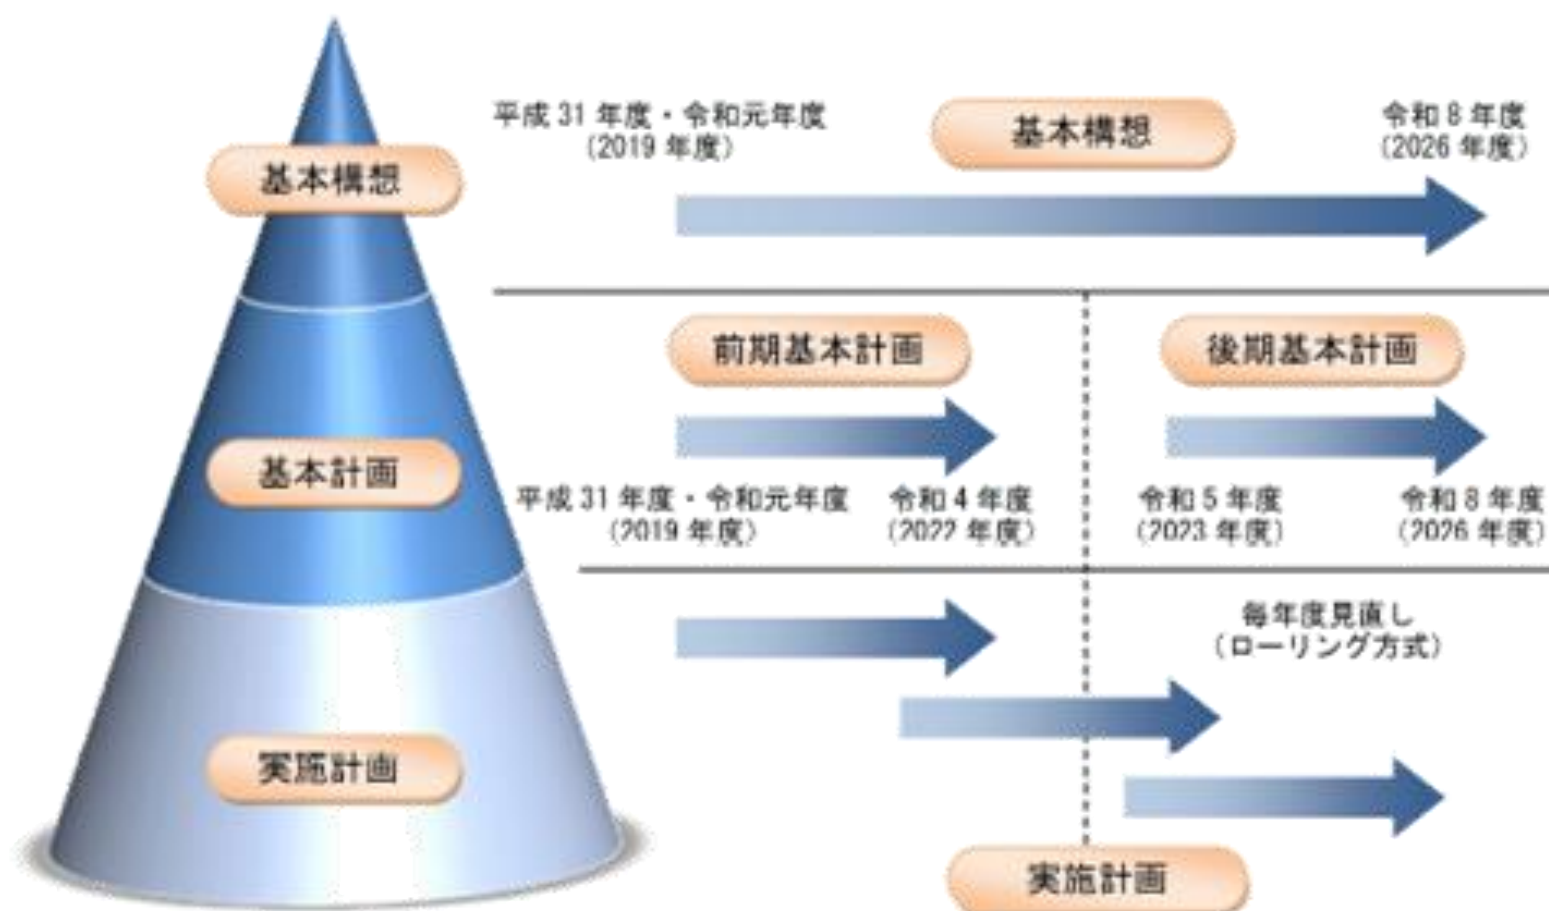 基本構想
基本計画
実施計画
平成 31 年度・令和元年度
(2019 年度)
基本構想
令和 8 年度
(2026 年度)
前期基本計画
後期基本計画
平成 31 年度・令和元年度
(2019 年度)
令和 4 年度
(2022 年度)
令和 5 年度
(2023 年度)
令和 8 年度
(2026 年度)
毎年度見直し
(ローリング方式)
実施計画